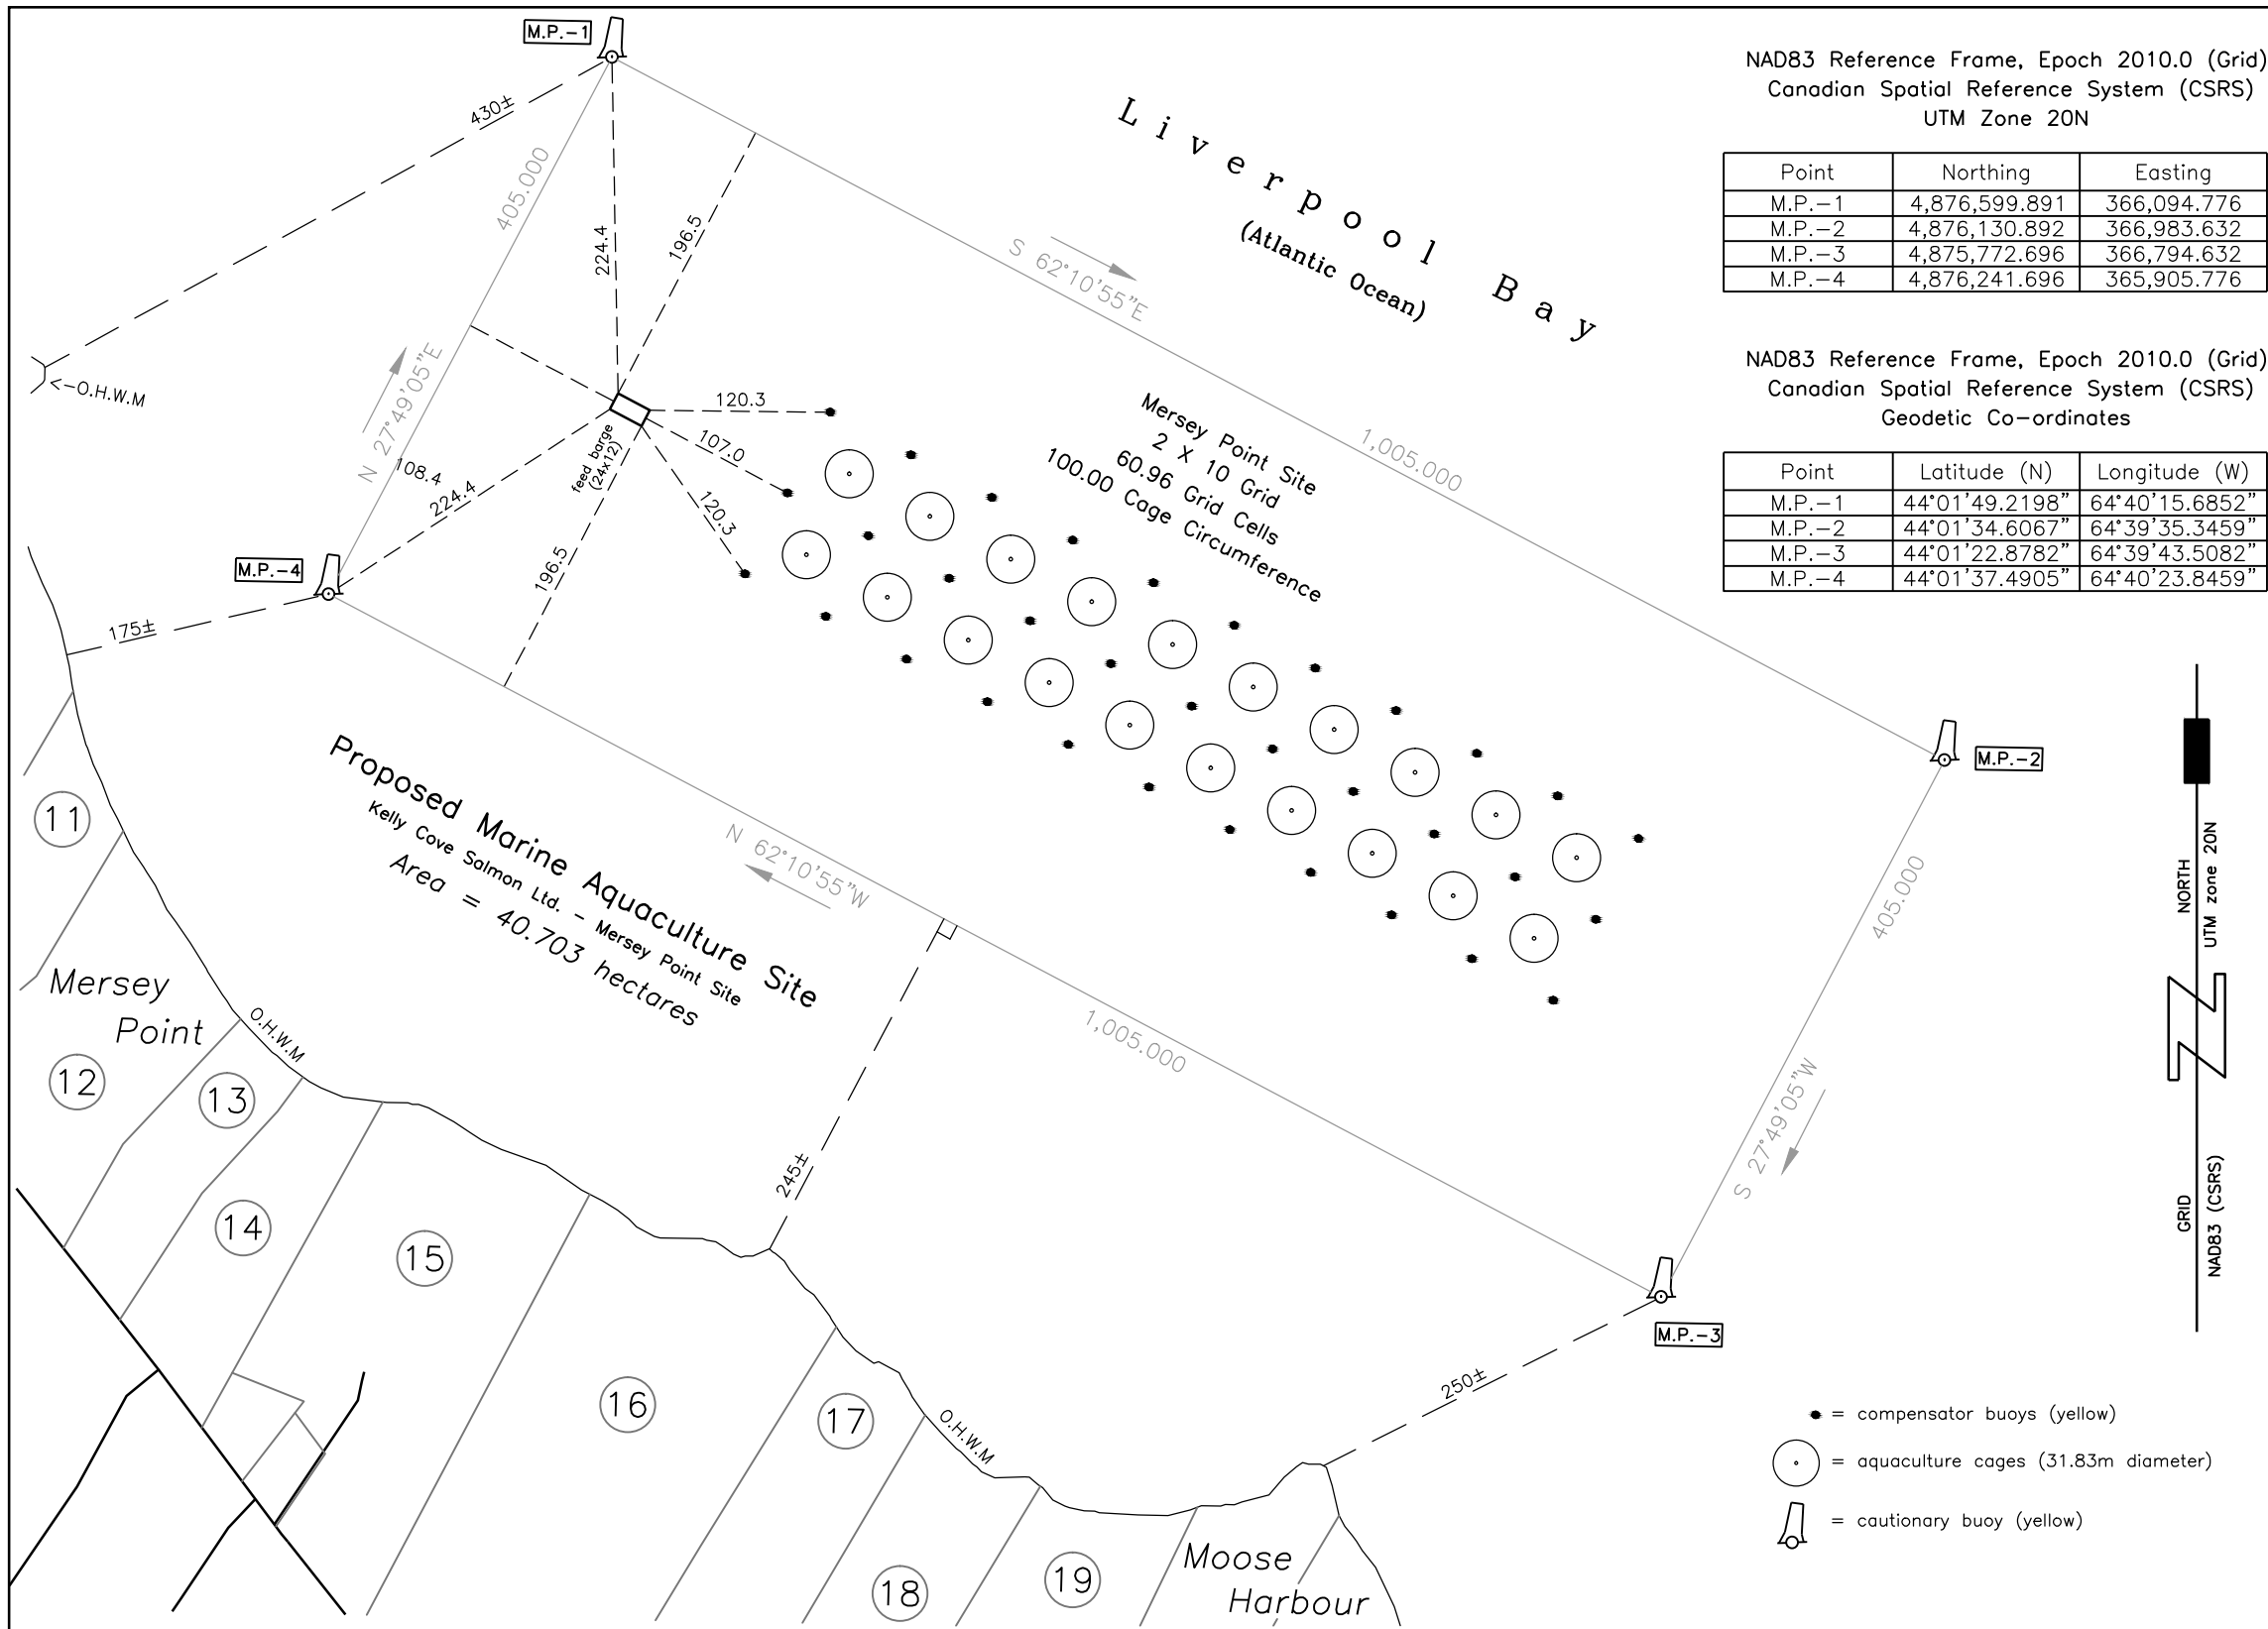 M.P.-1
430±
405.000
224.4
196.5
S 62°10'55"E
Liverpool Bay
(Atlantic Ocean)
<-O.H.W.M
N 27°49'05"E
120.3
107.0
120.3
feed barge
(24x12)
108.4
224.4
196.5
M.P.-4
175±
Mersey Point Site
2 X 10 Grid
60.96 Grid Cells
100.00 Cage Circumference
1,005.000
NAD83 Reference Frame, Epoch 2010.0 (Grid)
Canadian Spatial Reference System (CSRS)
UTM Zone 20N
Point Northing Easting
M.P.-1 4,876,599.891 366,094.776
M.P.-2 4,876,130.892 366,983.632
M.P.-3 4,875,772.696 366,794.632
M.P.-4 4,876,241.696 365,905.776
NAD83 Reference Frame, Epoch 2010.0 (Grid)
Canadian Spatial Reference System (CSRS)
Geodetic Co-ordinates
Point Latitude (N) Longitude (W)
M.P.-1 44°01'49.2198" 64°40'15.6852"
M.P.-2 44°01'34.6067" 64°39'35.3459"
M.P.-3 44°01'22.8782" 64°39'43.5082"
M.P.-4 44°01'37.4905" 64°40'23.8459"
M.P.-2
405.000
S 27°49'05"W
Proposed Marine Aquaculture Site
Kelly Cove Salmon Ltd. - Mersey Point Site
Area = 40.703 hectares
N 62°10'55"W
1,005.000
245±
M.P.-3
250±
Mersey
Point
O.H.W.M
11
12
13
14
15
16
17
O.H.W.M
18
19
Moose
Harbour
GRID NORTH
NAD83 (CSRS) UTM zone 20N
= compensator buoys (yellow)
= aquaculture cages (31.83m diameter)
= cautionary buoy (yellow)